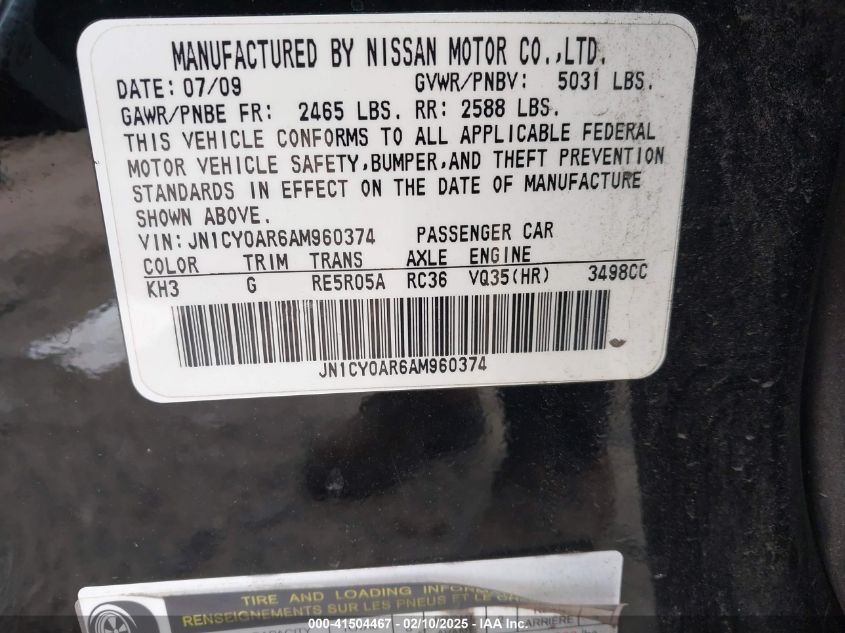 MANUFACTURED BY NISSAN MOTOR CO.,LTD.
DATE: 07/09 GVWR/PNBV: 5031 LBS.
GAWR/PNBE FR: 2465 LBS. RR: 2588 LBS.
THIS VEHICLE CONFORMS TO ALL APPLICABLE FEDERAL
MOTOR VEHICLE SAFETY,BUMPER,AND THEFT PREVENTION
STANDARDS IN EFFECT ON THE DATE OF MANUFACTURE
SHOWN ABOVE.
VIN:JN1CY0AR6AM960374 PASSENGER CAR
COLOR TRIM TRANS AXLE ENGINE
KH3 G RE5R05A RC36 VQ35(HR) 3498CC
JN1CY0AR6AM960374
TIRE AND LOADING
RENSEIGNEMENTS SUR LES PNEUS ET LE
000-41504467 — 02/10/2025 — IAA Inc.